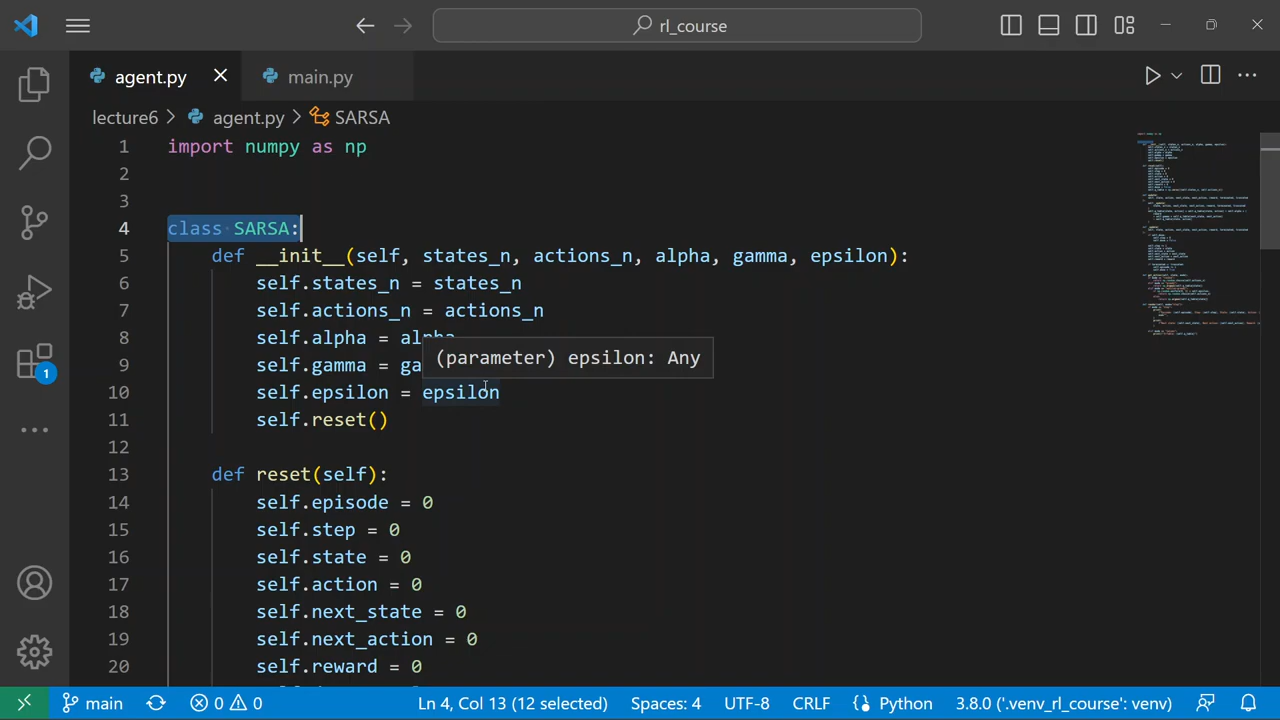 rl_course
agent.py
main.py
lecture6 > agent.py > SARSA
1 import numpy as np
2
3
4 class SARSA:
5 def __init__(self, states_n, actions_n, alpha, gamma, epsilon):
6 self.states_n = states_n
7 self.actions_n = actions_n
8 self.alpha = alpha
(parameter) epsilon: Any
9 self.gamma = ga
10 self.epsilon = epsilon
11 self.reset()
12
13 def reset(self):
14 self.episode = 0
15 self.step = 0
16 self.state = 0
17 self.action = 0
18 self.next_state = 0
19 self.next_action = 0
20 self.reward = 0
1
main 0 0 Ln 4, Col 13 (12 selected) Spaces: 4 UTF-8 CRLF Python 3.8.0 ('.venv_rl_course': venv)